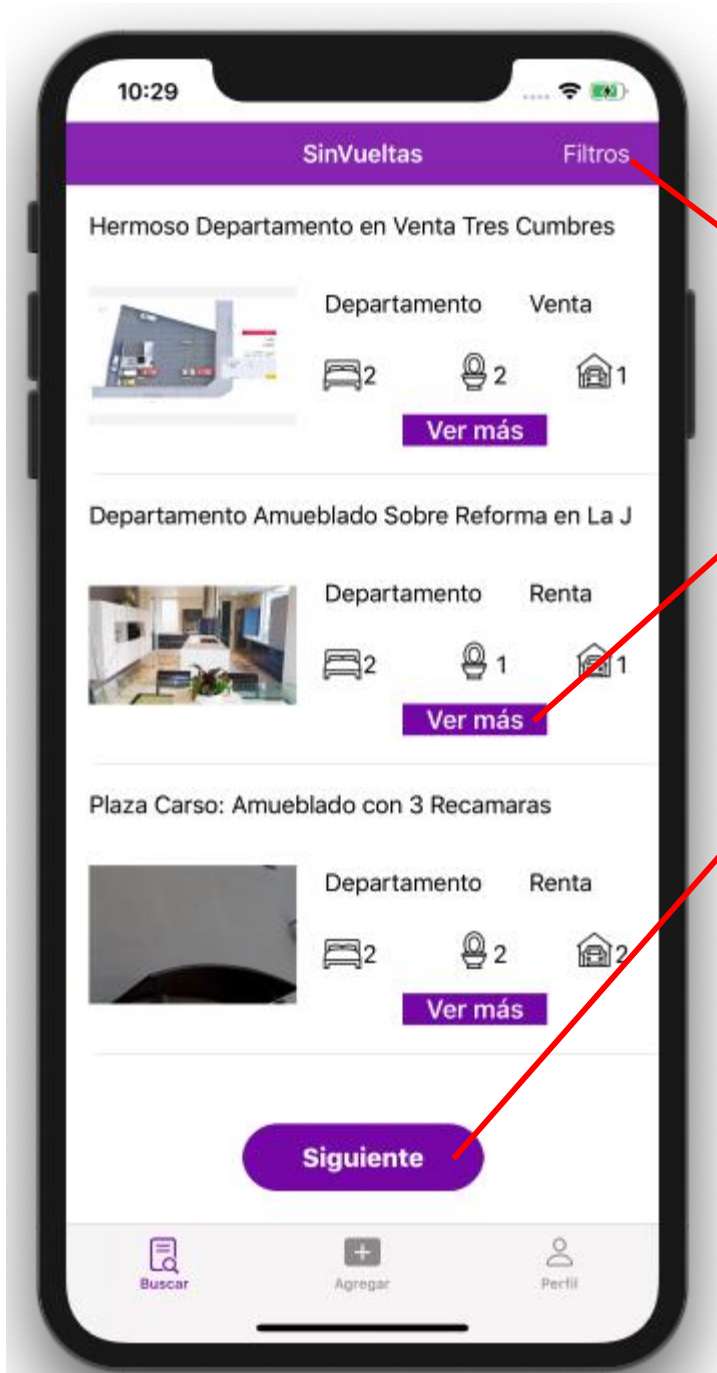 10:29
SinVueltas Filtros
Hermoso Departamento en Venta Tres Cumbres
Departamento Venta
2 2 1
Ver más
Departamento Amueblado Sobre Reforma en La J
Departamento Renta
2 1 1
Ver más
Plaza Carso: Amueblado con 3 Recamaras
Departamento Renta
2 2 2
Ver más
Siguiente
Buscar Agregar Perfil